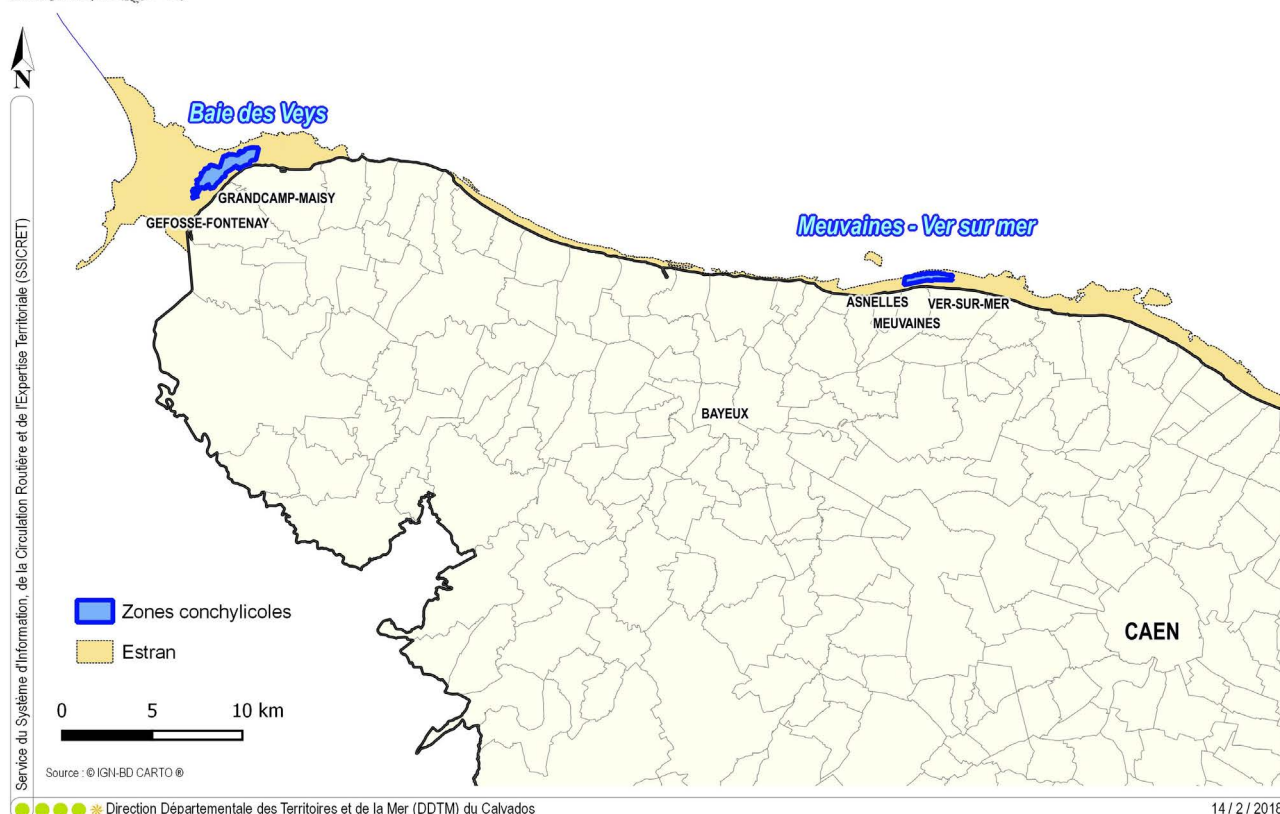 N
Baie des Veys
GRANDCAMP-MAISY
GEFOSSE-FONTENAY
Meuvaines - Ver sur mer
ASNELLES
VER-SUR-MER
MEUVAINES
BAYEUX
CAEN
Zones conchylicoles
Estran
0 5 10 km
Source : © IGN-BD CARTO ®
Service du Système d'Information, de la Circulation Routière et de l'Expertise Territoriale (SSICRET)
Direction Départementale des Territoires et de la Mer (DDTM) du Calvados
14 / 2 / 2018